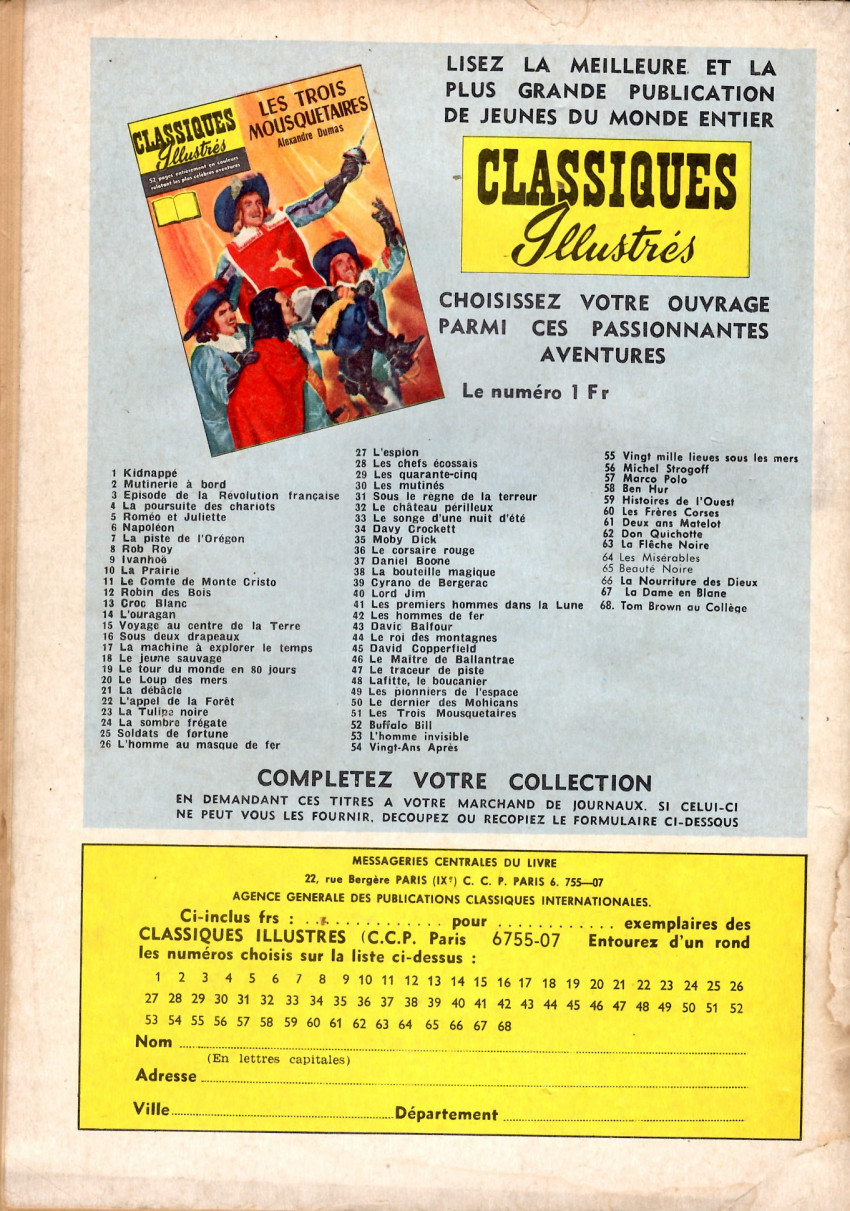 CLASSIQUES
Illustrés
52 pages entièrement en couleurs
relatant les plus célèbres aventures
LES TROIS
MOUSQUETAIRES
Alexandre Dumas
LISEZ LA MEILLEURE ET LA
PLUS GRANDE PUBLICATION
DE JEUNES DU MONDE ENTIER
CLASSIQUES
Illustrés
CHOISISSEZ VOTRE OUVRAGE
PARMI CES PASSIONNANTES
AVENTURES
Le numéro 1 Fr
1 Kidnappé
2 Mutinerie à bord
3 Episode de la Révolution française
4 La poursuite des chariots
5 Roméo et Juliette
6 Napoléon
7 La piste de l'Orégon
8 Rob Roy
9 Ivanhoë
10 La Prairie
11 Le Comte de Monte Cristo
12 Robin des Bois
13 Croc Blanc
14 L'ouragan
15 Voyage au centre de la Terre
16 Sous deux drapeaux
17 La machine à explorer le temps
18 Le jeune sauvage
19 Le tour du monde en 80 jours
20 Le Loup des mers
21 La débâcle
22 L'appel de la Forêt
23 La Tulipe noire
24 La sombre frégate
25 Soldats de fortune
26 L'homme au masque de fer
27 L'espion
28 Les chefs écossais
29 Les quarante-cinq
30 Les mutinés
31 Sous le règne de la terreur
32 Le château périlleux
33 Le songe d'une nuit d'été
34 Davy Crockett
35 Moby Dick
36 Le corsaire rouge
37 Daniel Boone
38 La bouteille magique
39 Cyrano de Bergerac
40 Lord Jim
41 Les premiers hommes dans la Lune
42 Les hommes de fer
43 David Balfour
44 Le roi des montagnes
45 David Copperfield
46 Le Maître de Ballantrae
47 Le traceur de piste
48 Lafitte, le boucanier
49 Les pionniers de l'espace
50 Le dernier des Mohicans
51 Les Trois Mousquetaires
52 Buffalo Bill
53 L'homme invisible
54 Vingt-Ans Après
55 Vingt mille lieues sous les mers
56 Michel Strogoff
57 Marco Polo
58 Ben Hur
59 Histoires de l'Ouest
60 Les Frères Corses
61 Deux ans Matelot
62 Don Quichotte
63 La Flêche Noire
64 Les Misérables
65 Beauté Noire
66 La Nourriture des Dieux
67 La Dame en Blanc
68. Tom Brown au Collège
COMPLETEZ VOTRE COLLECTION
EN DEMANDANT CES TITRES A VOTRE MARCHAND DE JOURNAUX. SI CELUI-CI
NE PEUT VOUS LES FOURNIR, DECOUPEZ OU RECOPIEZ LE FORMULAIRE CI-DESSOUS
MESSAGERIES CENTRALES DU LIVRE
22, rue Bergère PARIS (IXe) C. C. P. PARIS 6. 755—07
AGENCE GENERALE DES PUBLICATIONS CLASSIQUES INTERNATIONALES.
Ci-inclus frs : .............. pour ............ exemplaires des
CLASSIQUES ILLUSTRES (C.C.P. Paris 6755-07 Entourez d'un rond
les numéros choisis sur la liste ci-dessus :
1 2 3 4 5 6 7 8 9 10 11 12 13 14 15 16 17 18 19 20 21 22 23 24 25 26
27 28 29 30 31 32 33 34 35 36 37 38 39 40 41 42 43 44 45 46 47 48 49 50 51 52
53 54 55 56 57 58 59 60 61 62 63 64 65 66 67 68
Nom
(En lettres capitales)
Adresse
Ville Département